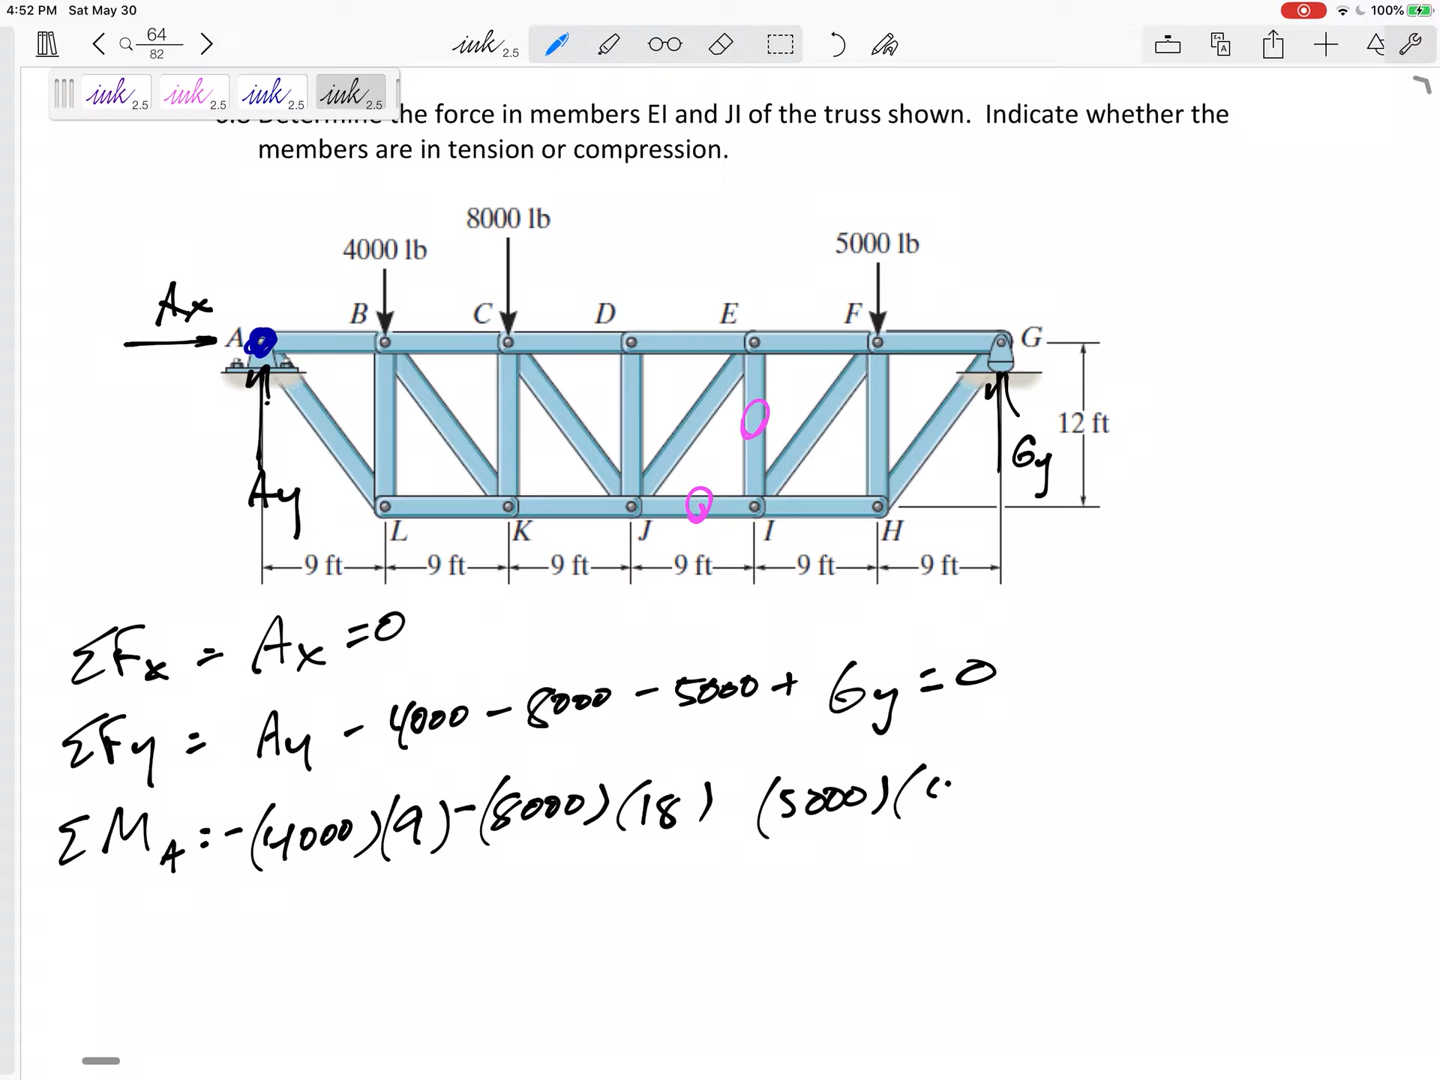 4:52 PM Sat May 30
100%
64
82
ink 2.5
ink 2.5 ink 2.5 ink 2.5 ink 2.5
the force in members EI and JI of the truss shown. Indicate whether the
members are in tension or compression.
8000 lb
4000 lb
5000 lb
Ax
A B C D E F G
12 ft
Ay
Gy
L K J I H
9 ft 9 ft 9 ft 9 ft 9 ft 9 ft
ΣFx = Ax = 0
ΣFy = Ay - 4000 - 8000 - 5000 + Gy = 0
ΣMA = -(4000)(9) - (8000)(18) (5000)(